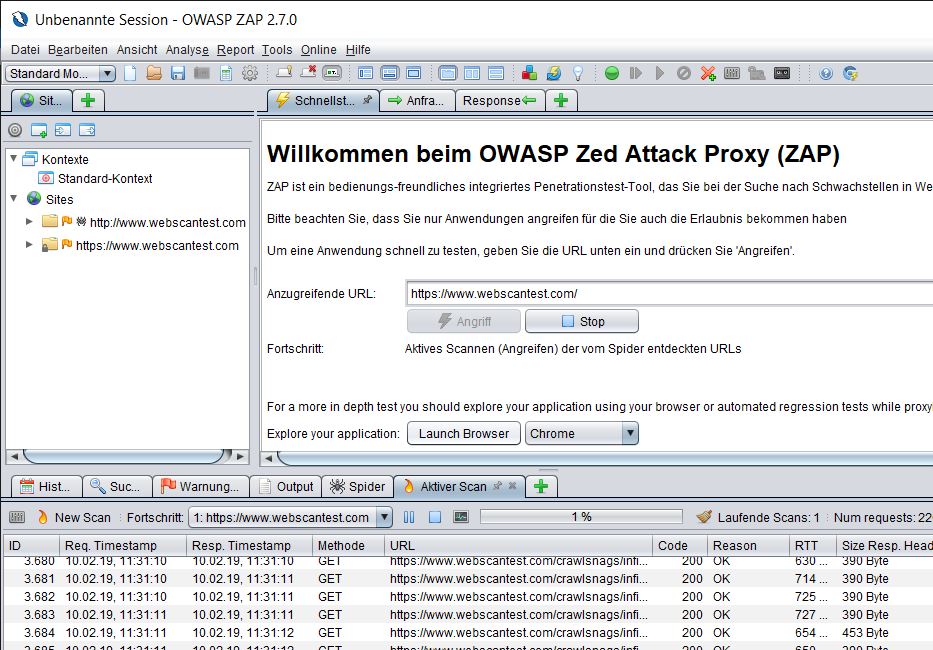 Unbenannte Session - OWASP ZAP 2.7.0
Datei Bearbeiten Ansicht Analyse Report Tools Online Hilfe
Standard Mo...
Sit...
Schnellst... Anfra... Response
Kontexte
Standard-Kontext
Sites
http://www.webscantest.com
https://www.webscantest.com
Willkommen beim OWASP Zed Attack Proxy (ZAP)
ZAP ist ein bedienungs-freundliches integriertes Penetrationstest-Tool, das Sie bei der Suche nach Schwachstellen in We
Bitte beachten Sie, dass Sie nur Anwendungen angreifen für die Sie auch die Erlaubnis bekommen haben
Um eine Anwendung schnell zu testen, geben Sie die URL unten ein und drücken Sie 'Angreifen'.
Anzugreifende URL: https://www.webscantest.com/
Angriff Stop
Fortschritt: Aktives Scannen (Angreifen) der vom Spider entdeckten URLs
For a more in depth test you should explore your application using your browser or automated regression tests while proxy
Explore your application: Launch Browser Chrome
Hist... Suc... Warnung... Output Spider Aktiver Scan
New Scan Fortschritt: 1: https://www.webscantest.com 1 % Laufende Scans: 1 Num requests: 22
ID Req. Timestamp Resp. Timestamp Methode URL Code Reason RTT Size Resp. Head
3.680 10.02.19, 11:31:10 10.02.19, 11:31:10 GET https://www.webscantest.com/crawlsnags/infi... 200 OK 630 ... 390 Byte
3.681 10.02.19, 11:31:10 10.02.19, 11:31:11 GET https://www.webscantest.com/crawlsnags/infi... 200 OK 714 ... 390 Byte
3.682 10.02.19, 11:31:10 10.02.19, 11:31:11 GET https://www.webscantest.com/crawlsnags/infi... 200 OK 725 ... 390 Byte
3.683 10.02.19, 11:31:11 10.02.19, 11:31:11 GET https://www.webscantest.com/crawlsnags/infi... 200 OK 727 ... 390 Byte
3.684 10.02.19, 11:31:11 10.02.19, 11:31:12 GET https://www.webscantest.com/crawlsnags/infi... 200 OK 654 ... 453 Byte